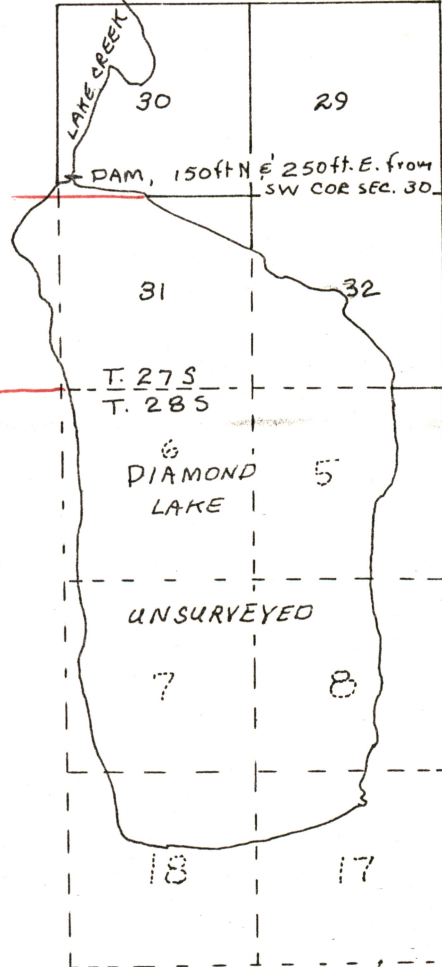 LAKE CREEK
30
29
DAM, 150ft N & 250ft. E. from
SW COR SEC. 30
31
32
T. 27 S
T. 28 S
6
5
DIAMOND
LAKE
UNSURVEYED
7
8
18
17